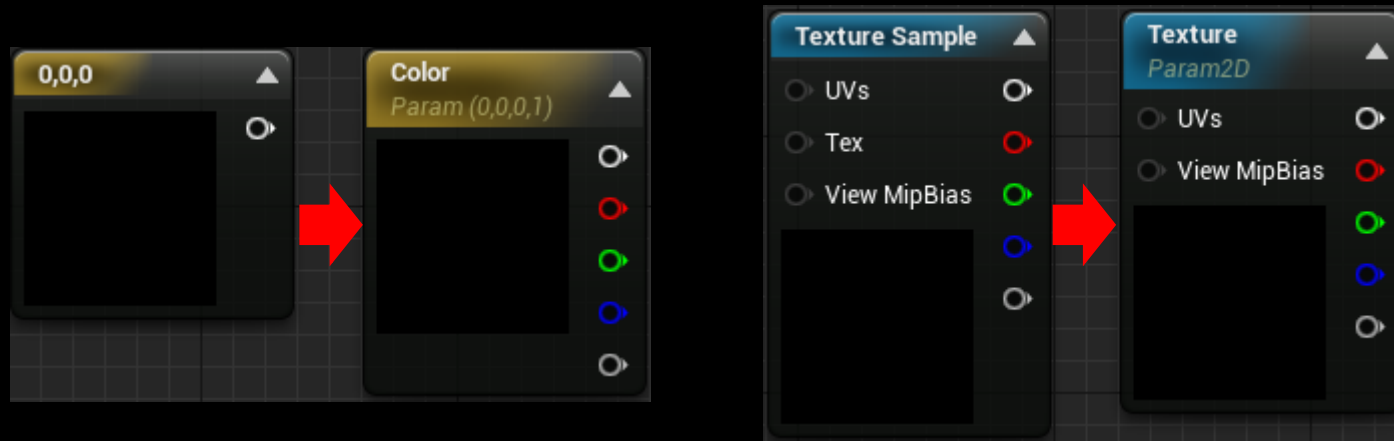 0,0,0
Color
Param (0,0,0,1)
Texture Sample
UVs
Tex
View MipBias
Texture
Param2D
UVs
View MipBias